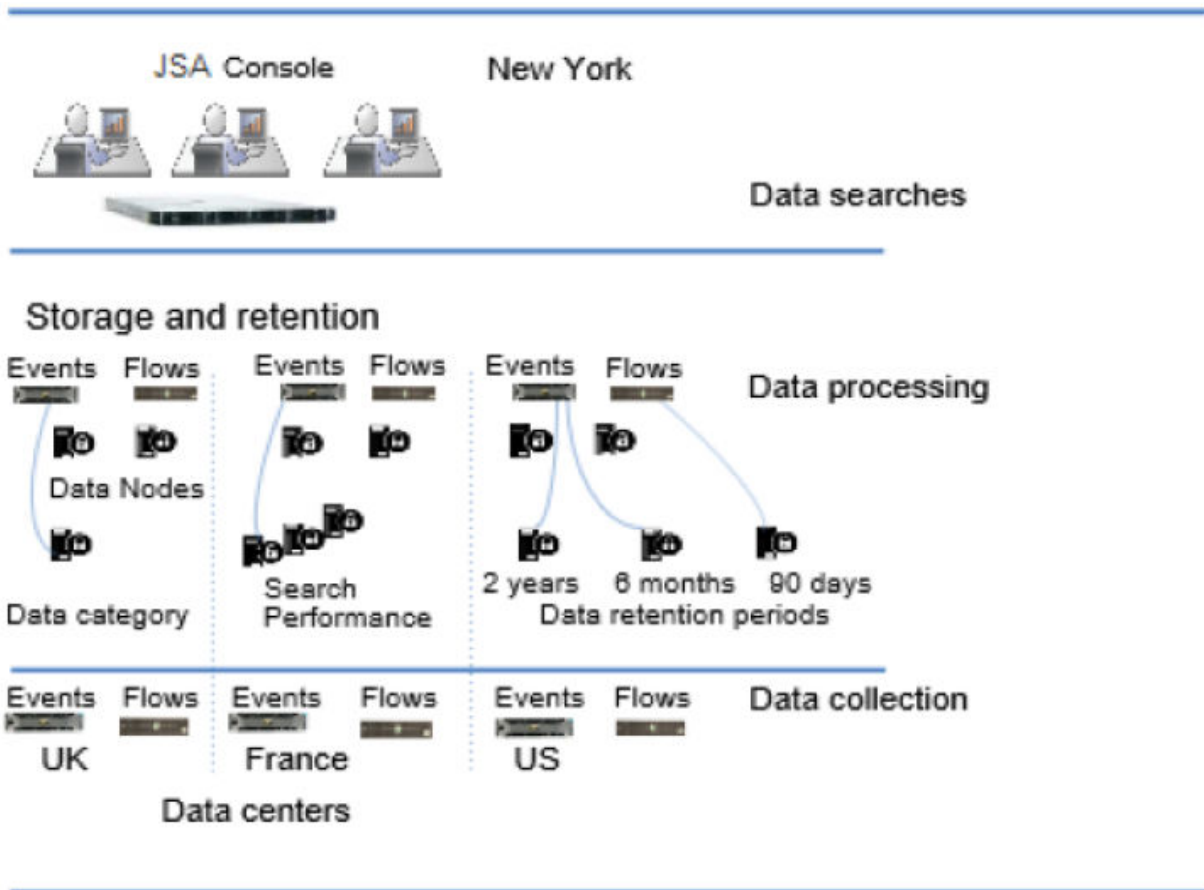 JSA Console
New York
Data searches
Storage and retention
Events Flows Events Flows Events Flows
Data processing
Data Nodes
2 years 6 months 90 days
Search
Performance
Data category
Data retention periods
Events Flows Events Flows Events Flows
Data collection
UK France US
Data centers